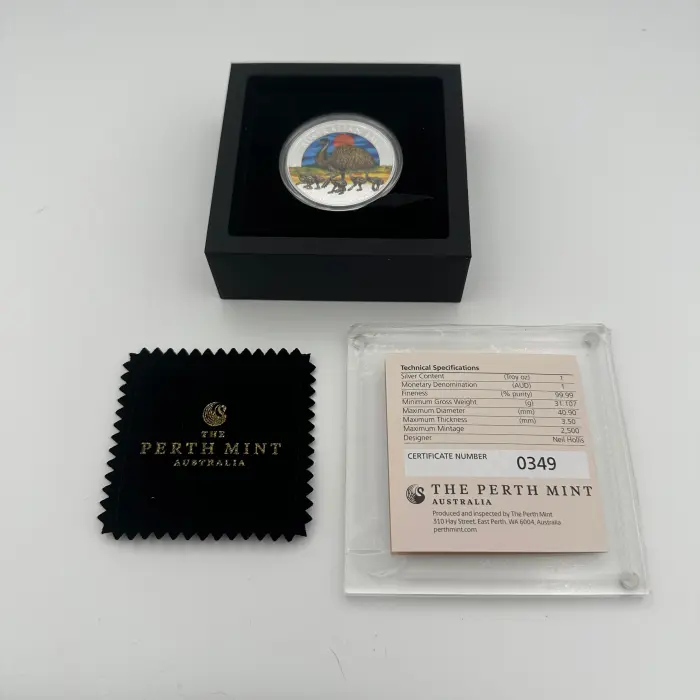 THE
PERTH MINT
AUSTRALIA
Technical Specifications
Silver Content (Troy oz) 1
Monetary Denomination (AUD) 1
Fineness (% purity) 99.99
Minimum Gross Weight (g) 31.107
Maximum Diameter (mm) 40.90
Maximum Thickness (mm) 3.50
Maximum Mintage 2,500
Designer Neil Hollis
CERTIFICATE NUMBER 0349
THE PERTH MINT
AUSTRALIA
Produced and inspected by The Perth Mint
310 Hay Street, East Perth, WA 6004, Australia
perthmint.com